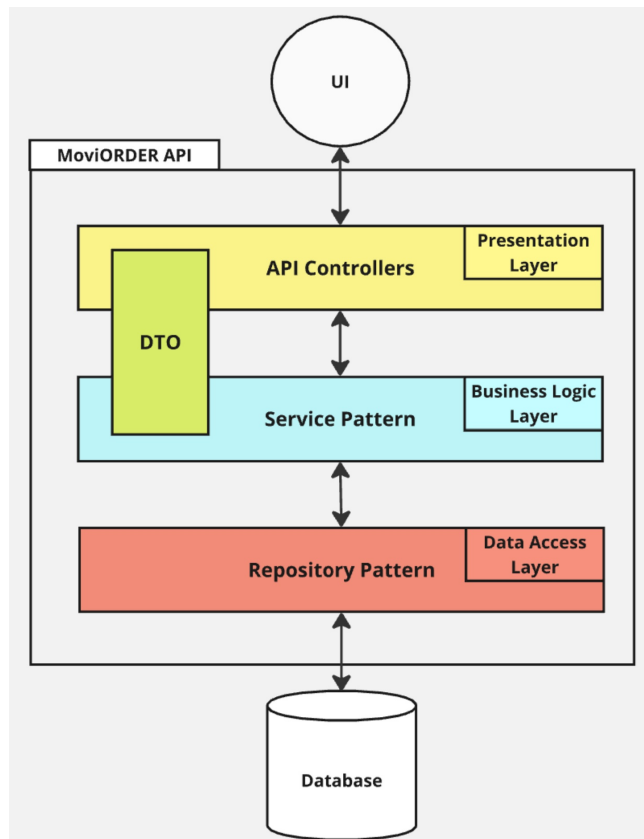 UI
MoviORDER API
Presentation
Layer
API Controllers
DTO
Business Logic
Layer
Service Pattern
Data Access
Layer
Repository Pattern
Database